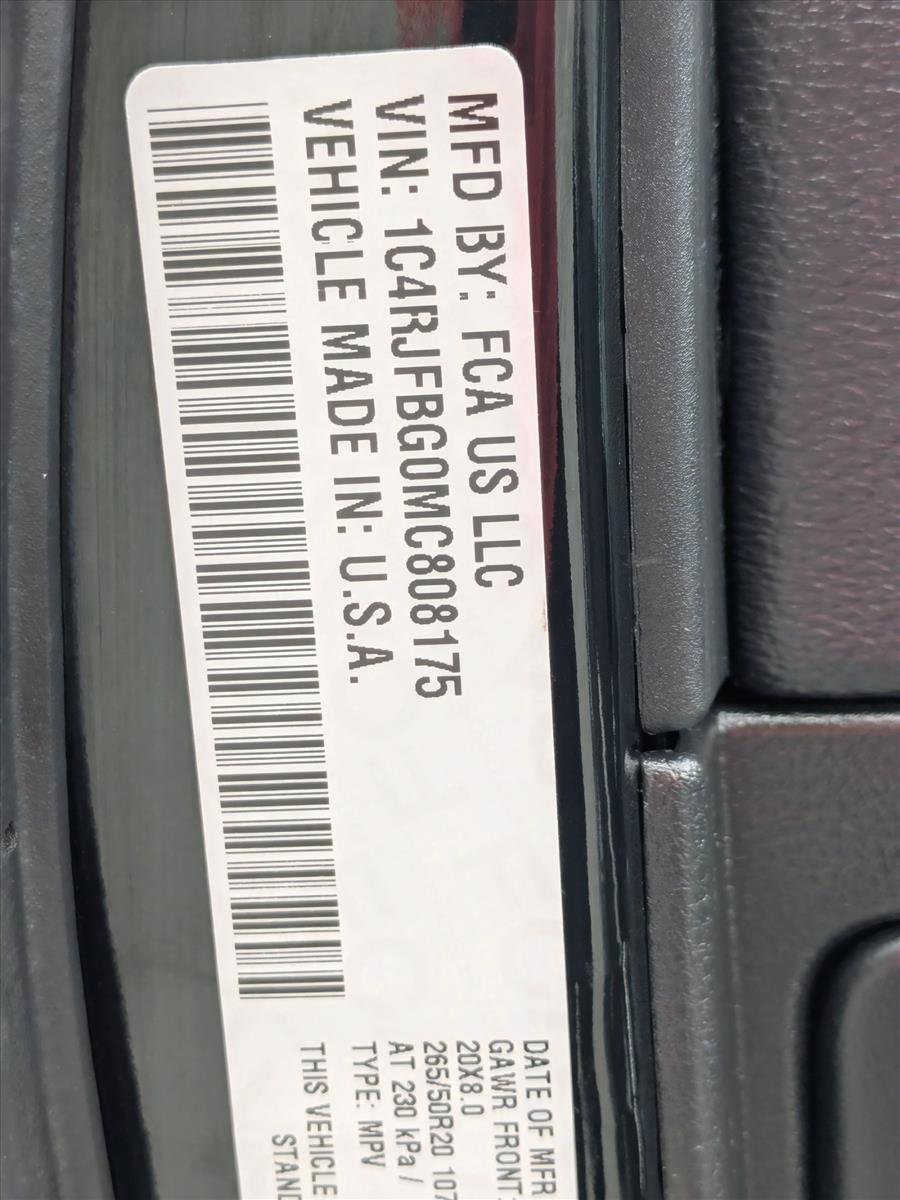 MFD BY: FCA US LLC
VIN: 1C4RJFBG0MC808175
VEHICLE MADE IN: U.S.A.
DATE OF MFR
GAWR FRONT:
20X8.0
265/50R20 107
AT 230 kPa /
TYPE: MPV
THIS VEHICLE
STAND